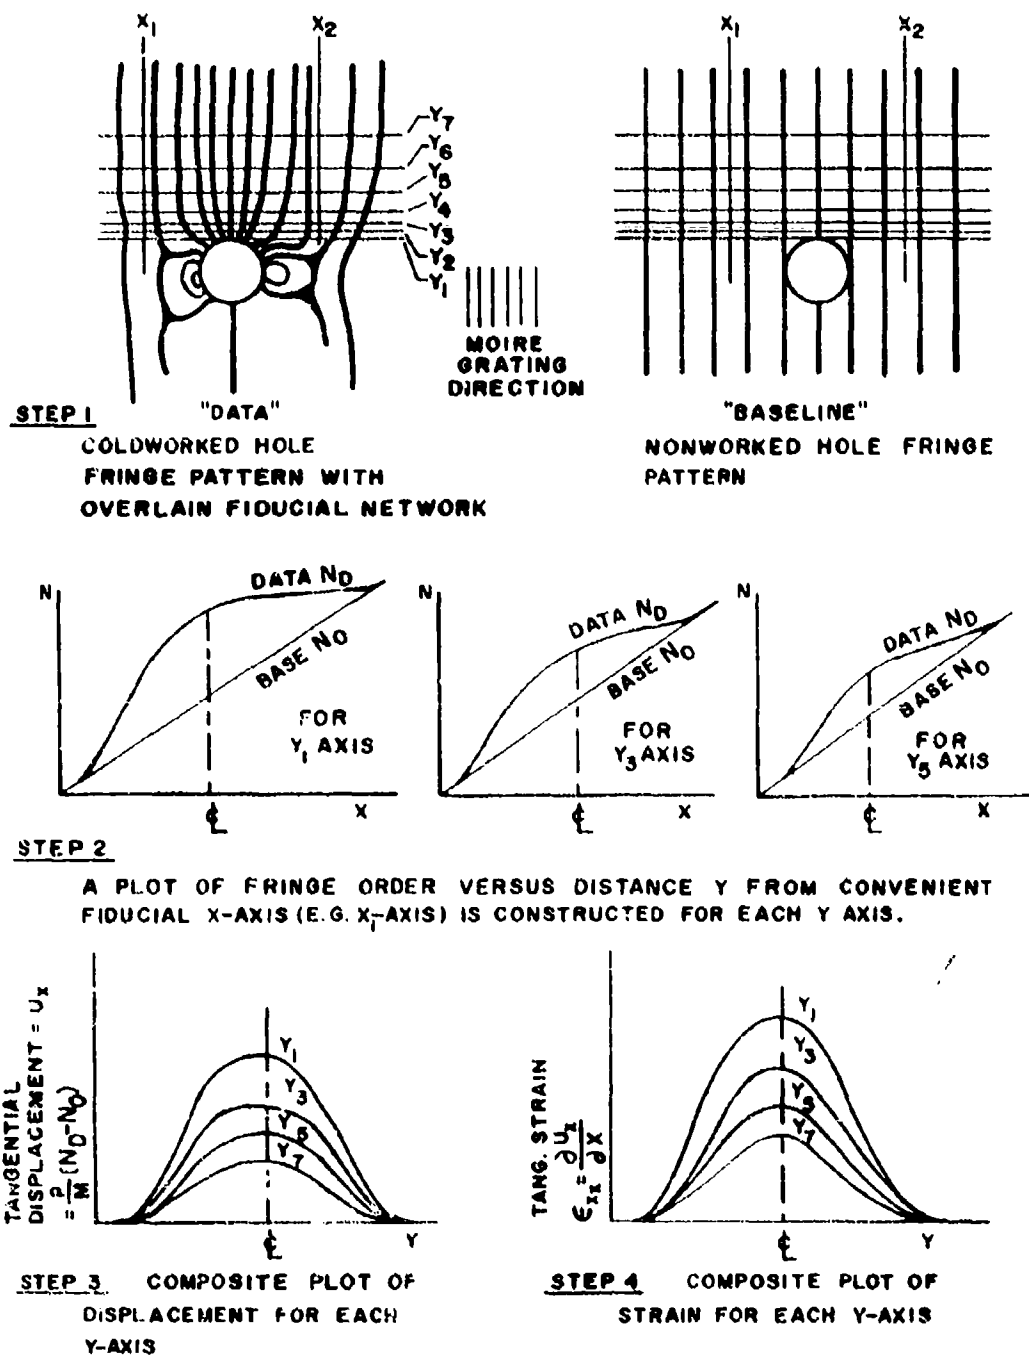 X1 X2
X1 X2
Y7
Y6
Y5
Y4
Y3
Y2
Y1
MOIRE
GRATING
DIRECTION
STEP 1
"DATA"
COLDWORKED HOLE
FRINGE PATTERN WITH
OVERLAIN FIDUCIAL NETWORK
"BASELINE"
NONWORKED HOLE FRINGE
PATTERN
N
DATA ND
BASE NO
FOR
Y1 AXIS
℄
X
N
DATA ND
BASE NO
FOR
Y3 AXIS
℄
X
N
DATA ND
BASE NO
FOR
Y5 AXIS
℄
X
STEP 2
A PLOT OF FRINGE ORDER VERSUS DISTANCE Y FROM CONVENIENT
FIDUCIAL X-AXIS (E.G. X1-AXIS) IS CONSTRUCTED FOR EACH Y AXIS.
TANGENTIAL
DISPLACEMENT = UX
= P/M (ND-NO)
Y1
Y3
Y5
Y7
℄
Y
TANG. STRAIN
ϵXX = ∂UX/∂X
Y1
Y3
Y5
Y7
℄
Y
STEP 3 COMPOSITE PLOT OF
DISPLACEMENT FOR EACH
Y-AXIS
STEP 4 COMPOSITE PLOT OF
STRAIN FOR EACH Y-AXIS